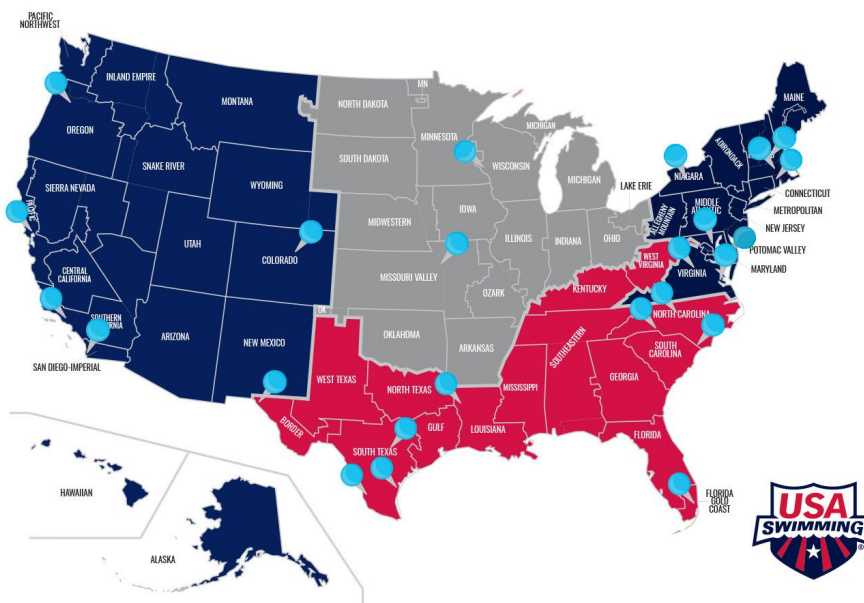 PACIFIC
NORTHWEST
INLAND EMPIRE
MONTANA
OREGON
SNAKE RIVER
WYOMING
SIERRA NEVADA
UTAH
COLORADO
CENTRAL
CALIFORNIA
SAN DIEGO-IMPERIAL
ARIZONA
NEW MEXICO
NORTH DAKOTA
MN
MINNESOTA
SOUTH DAKOTA
WISCONSIN
MICHIGAN
MICHIGAN
LAKE ERIE
IOWA
MIDWESTERN
ILLINOIS
INDIANA
OHIO
MISSOURI VALLEY
OZARK
OKLAHOMA
ARKANSAS
MAINE
ADIRONDACK
NIAGARA
CONNECTICUT
METROPOLITAN
NEW JERSEY
POTOMAC VALLEY
MARYLAND
ALLEGHENY
MOUNTAIN
MIDDLE
WEST
VIRGINIA
VIRGINIA
KENTUCKY
NORTH CAROLINA
SOUTH
CAROLINA
SOUTHEASTERN
GEORGIA
MISSISSIPPI
WEST TEXAS
NORTH TEXAS
BORDER
SOUTH TEXAS
GULF
LOUISIANA
FLORIDA
FLORIDA
GOLD
COAST
HAWAIIAN
ALASKA
USA
SWIMMING
®